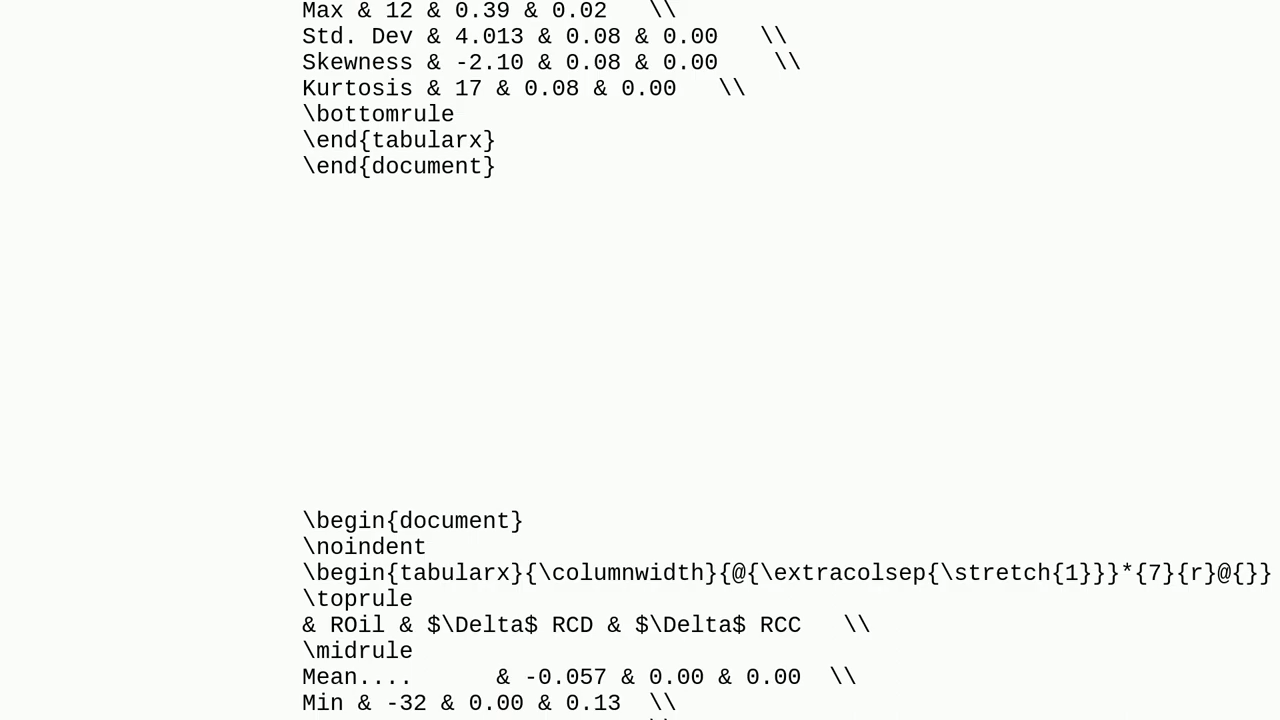 Max & 12 & 0.39 & 0.02   \\
Std. Dev & 4.013 & 0.08 & 0.00   \\
Skewness & -2.10 & 0.08 & 0.00    \\
Kurtosis & 17 & 0.08 & 0.00   \\
\bottomrule
\end{tabularx}
\end{document}
\begin{document}
\noindent
\begin{tabularx}{\columnwidth}{@{\extracolsep{\stretch{1}}}*{7}{r}@{}}
\toprule
& ROil & $\Delta$ RCD & $\Delta$ RCC   \\
\midrule
Mean....      & -0.057 & 0.00 & 0.00  \\
Min & -32 & 0.00 & 0.13  \\